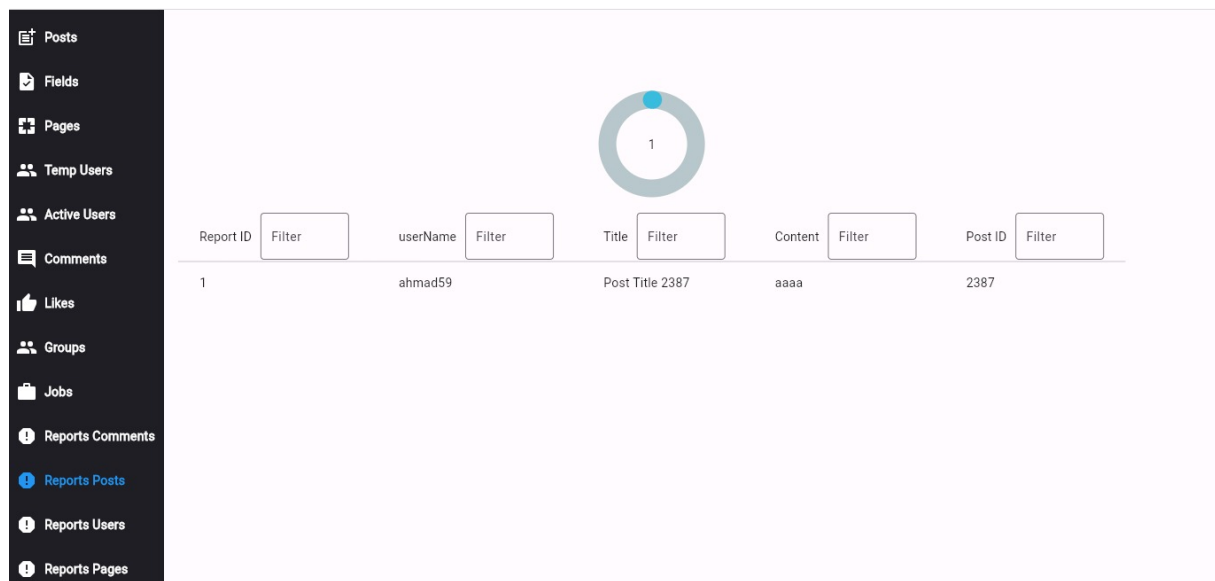 Posts
Fields
Pages
Temp Users
Active Users
Comments
Likes
Groups
Jobs
Reports Comments
Reports Posts
Reports Users
Reports Pages
1
Report ID Filter userName Filter Title Filter Content Filter Post ID Filter
1 ahmad59 Post Title 2387 aaaa 2387